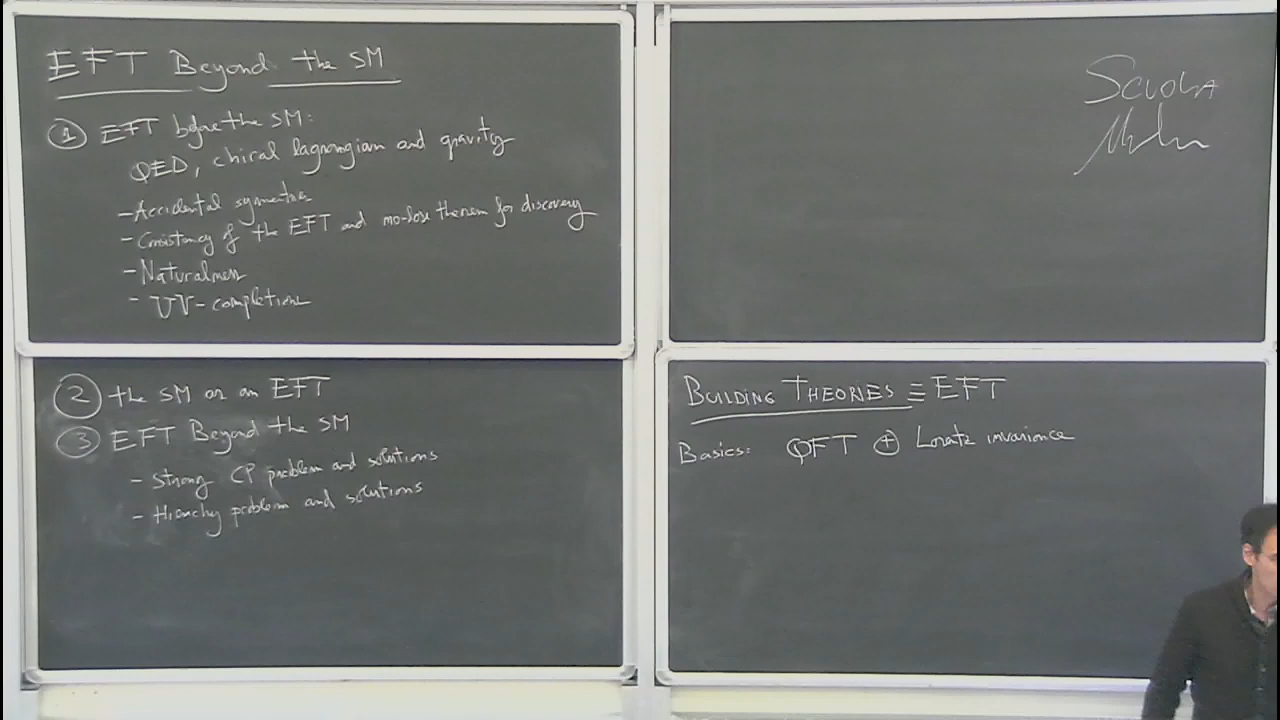 EFT Beyond the SM
① EFT before the SM:
QED, chiral lagrangian and gravity
- Accidental symmetries
- Consistency of the EFT and no-lose theorem for discovery
- Naturalness
- UV-completions
② the SM as an EFT
③ EFT Beyond the SM
- Strong CP problem and solutions
- Hierarchy problem and solutions
SCUOLA
BUILDING THEORIES ≡ EFT
Basics: QFT ⊕ Lorentz invariance